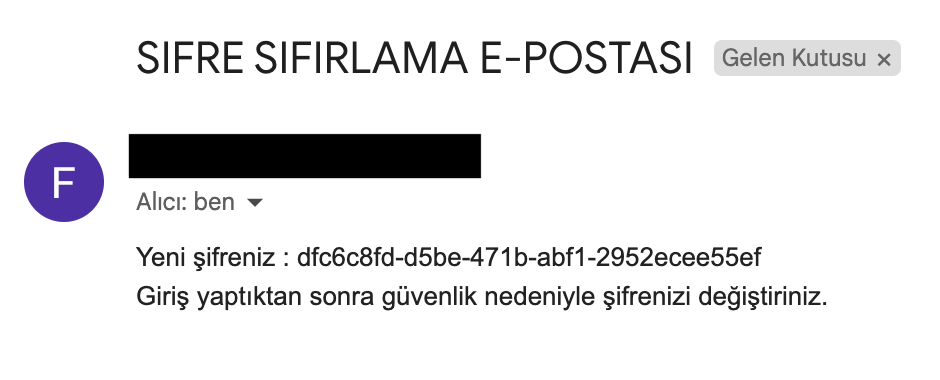 SIFRE SIFIRLAMA E-POSTASI Gelen Kutusu ×
F
Alıcı: ben
Yeni şifreniz : dfc6c8fd-d5be-471b-abf1-2952ecee55ef
Giriş yaptıktan sonra güvenlik nedeniyle şifrenizi değiştiriniz.